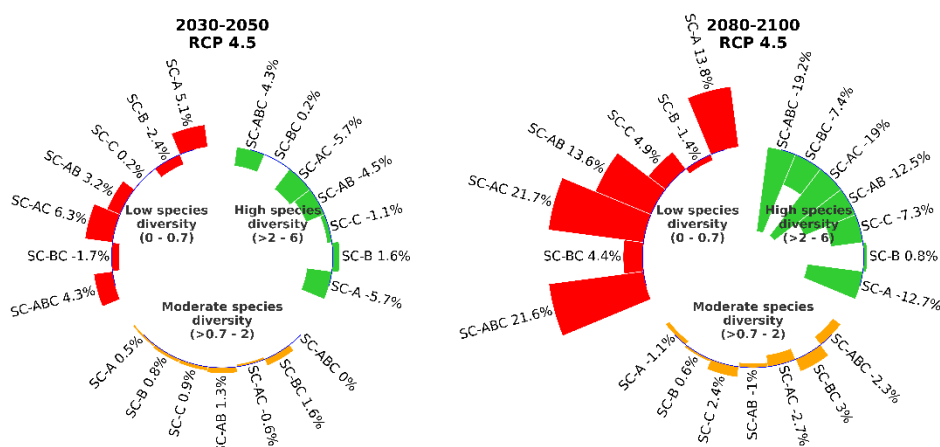 2030-2050
RCP 4.5
SC-A 5.1%
SC-B -2.4%
SC-C 0.2%
SC-AB 3.2%
SC-AC 6.3%
SC-BC -1.7%
SC-ABC 4.3%
Low species
diversity
(0 - 0.7)
SC-ABC -4.3%
SC-BC 0.2%
SC-AC -5.7%
SC-AB -4.5%
SC-C -1.1%
SC-B 1.6%
SC-A -5.7%
High species
diversity
(>2 - 6)
Moderate species
diversity
(>0.7 - 2)
SC-A 0.5%
SC-B 0.8%
SC-C 0.9%
SC-AB 1.3%
SC-AC -0.6%
SC-BC 1.6%
SC-ABC 0%
2080-2100
RCP 4.5
SC-A 13.8%
SC-B -1.4%
SC-C 4.9%
SC-AB 13.6%
SC-AC 21.7%
SC-BC 4.4%
SC-ABC 21.6%
Low species
diversity
(0 - 0.7)
SC-ABC -19.2%
SC-BC -7.4%
SC-AC -19%
SC-AB -12.5%
SC-C -7.3%
SC-B 0.8%
SC-A -12.7%
High species
diversity
(>2 - 6)
Moderate species
diversity
(>0.7 - 2)
SC-A -1.1%
SC-B 0.6%
SC-C 2.4%
SC-AB -1%
SC-AC -2.7%
SC-BC 3%
SC-ABC -2.3%